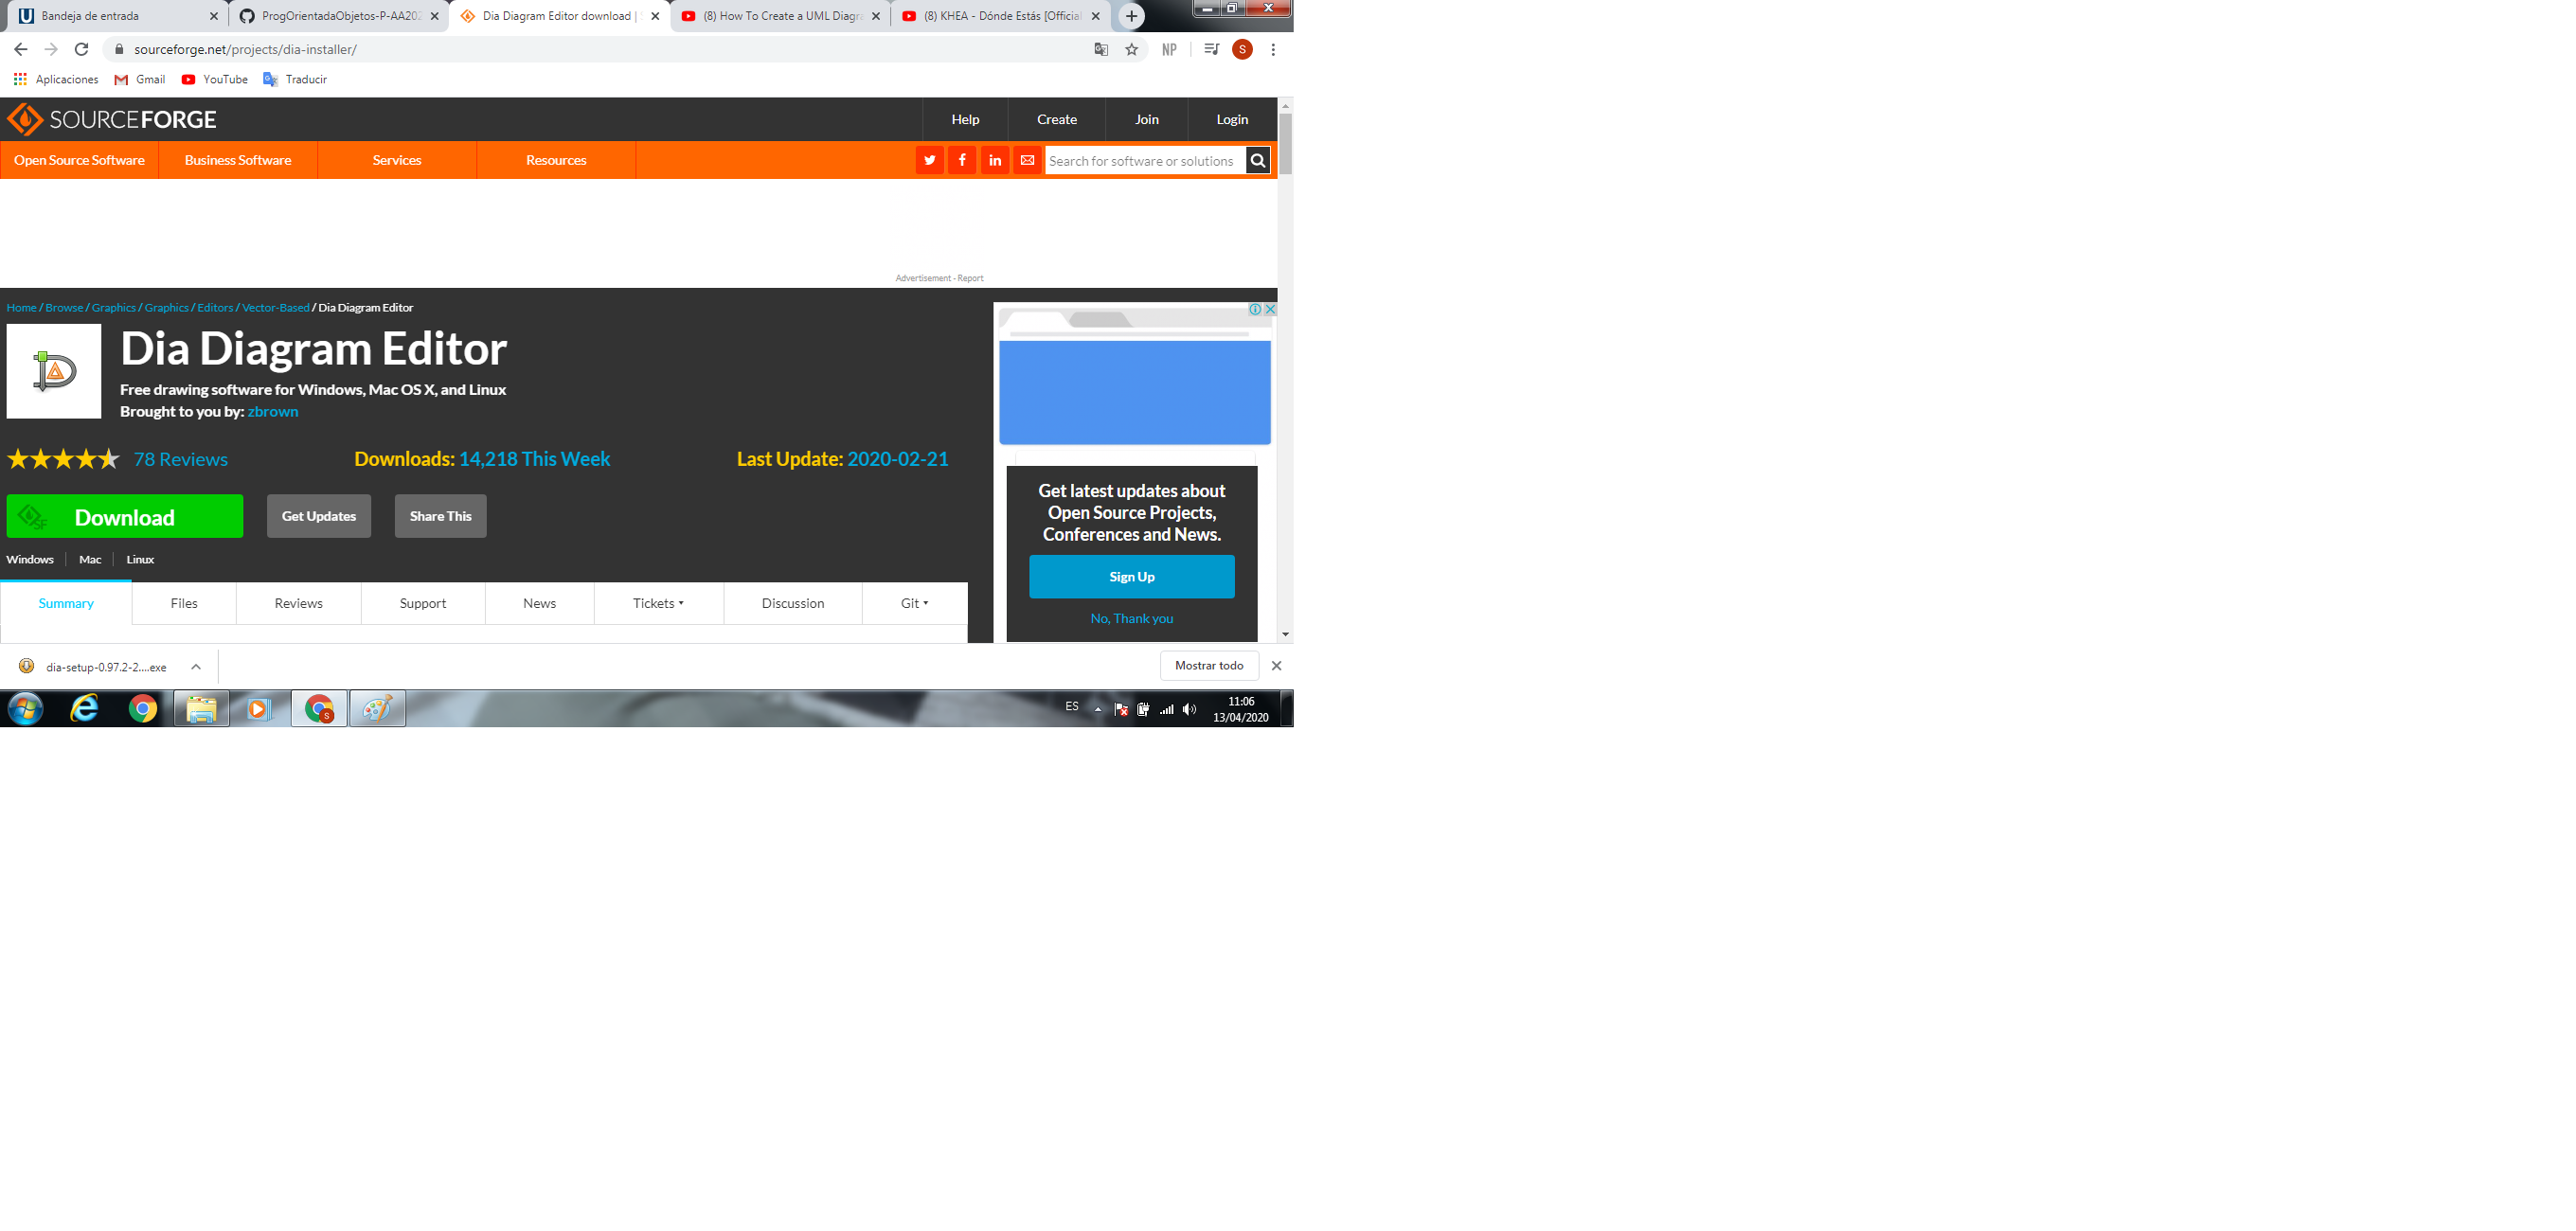 Bandeja de entrada
ProgOrientadaObjetos-P-AA202
Dia Diagram Editor download |
(8) How To Create a UML Diagra
(8) KHEA - Dónde Estás [Official
sourceforge.net/projects/dia-installer/
NP
S
Aplicaciones Gmail YouTube Traducir
SOURCEFORGE
Help Create Join Login
Open Source Software Business Software Services Resources
Search for software or solutions
Advertisement - Report
Home / Browse / Graphics / Graphics / Editors / Vector-Based / Dia Diagram Editor
Dia Diagram Editor
Free drawing software for Windows, Mac OS X, and Linux
Brought to you by: zbrown
78 Reviews
Downloads: 14,218 This Week
Last Update: 2020-02-21
SF Download
Get Updates
Share This
Windows Mac Linux
Summary Files Reviews Support News Tickets Discussion Git
Get latest updates about
Open Source Projects,
Conferences and News.
Sign Up
No, Thank you
dia-setup-0.97.2-2....exe
Mostrar todo
ES
11:06
13/04/2020